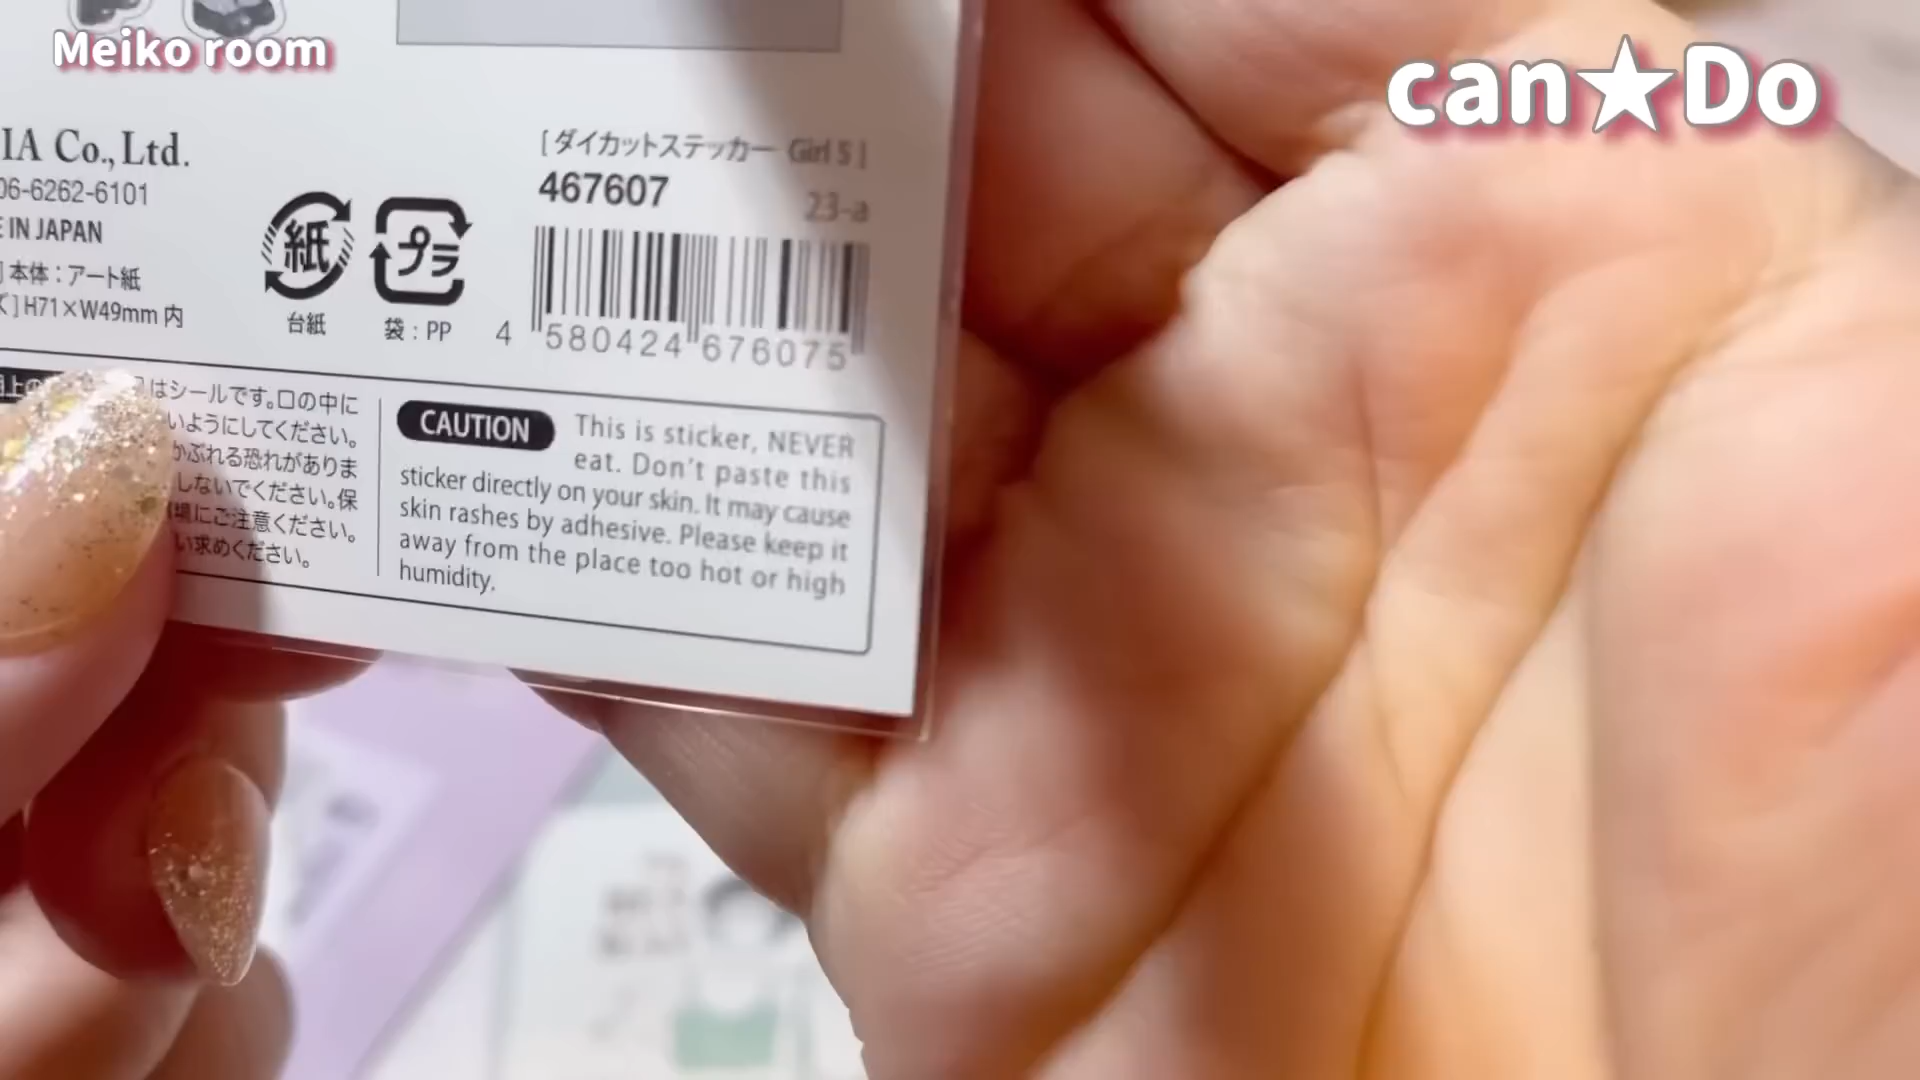 Meiko room
can★Do
IA Co., Ltd.
06-6262-6101
E IN JAPAN
本体：アート紙
H71×W49mm 内
紙
台紙
プラ
袋：PP
[ ダイカットステッカー Girl 5 ]
467607
23-a
4 580424 676075
はシールです。口の中に
いようにしてください。
かぶれる恐れがありま
しないでください。保
境にご注意ください。
い求めください。
CAUTION This is sticker, NEVER
eat. Don't paste this
sticker directly on your skin. It may cause
skin rashes by adhesive. Please keep it
away from the place too hot or high
humidity.